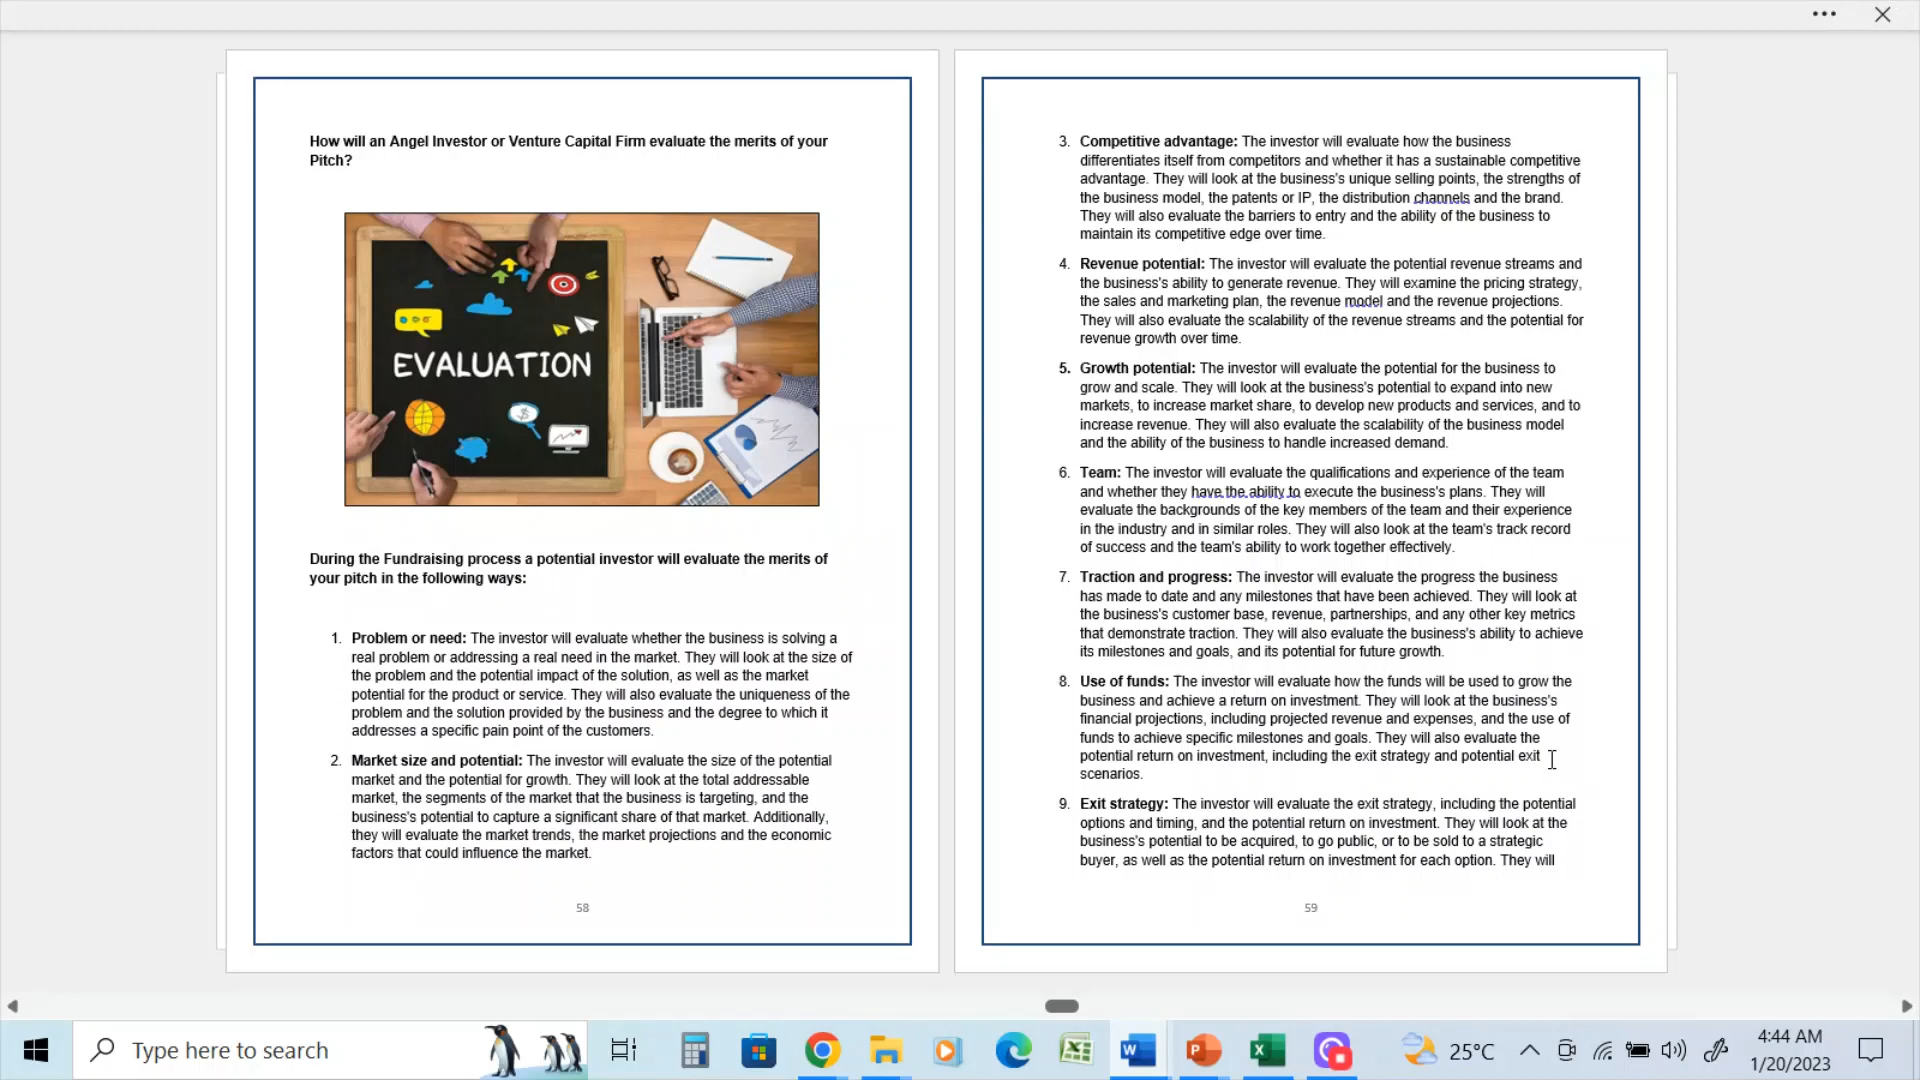 How will an Angel Investor or Venture Capital Firm evaluate the merits of your
Pitch?
EVALUATION
During the Fundraising process a potential investor will evaluate the merits of
your pitch in the following ways:
1. Problem or need: The investor will evaluate whether the business is solving a
real problem or addressing a real need in the market. They will look at the size of
the problem and the potential impact of the solution, as well as the market
potential for the product or service. They will also evaluate the uniqueness of the
problem and the solution provided by the business and the degree to which it
addresses a specific pain point of the customers.
2. Market size and potential: The investor will evaluate the size of the potential
market and the potential for growth. They will look at the total addressable
market, the segments of the market that the business is targeting, and the
business's potential to capture a significant share of that market. Additionally,
they will evaluate the market trends, the market projections and the economic
factors that could influence the market.
58
3. Competitive advantage: The investor will evaluate how the business
differentiates itself from competitors and whether it has a sustainable competitive
advantage. They will look at the business's unique selling points, the strengths of
the business model, the patents or IP, the distribution channels and the brand.
They will also evaluate the barriers to entry and the ability of the business to
maintain its competitive edge over time.
4. Revenue potential: The investor will evaluate the potential revenue streams and
the business's ability to generate revenue. They will examine the pricing strategy,
the sales and marketing plan, the revenue model and the revenue projections.
They will also evaluate the scalability of the revenue streams and the potential for
revenue growth over time.
5. Growth potential: The investor will evaluate the potential for the business to
grow and scale. They will look at the business's potential to expand into new
markets, to increase market share, to develop new products and services, and to
increase revenue. They will also evaluate the scalability of the business model
and the ability of the business to handle increased demand.
6. Team: The investor will evaluate the qualifications and experience of the team
and whether they have the ability to execute the business's plans. They will
evaluate the backgrounds of the key members of the team and their experience
in the industry and in similar roles. They will also look at the team's track record
of success and the team's ability to work together effectively.
7. Traction and progress: The investor will evaluate the progress the business
has made to date and any milestones that have been achieved. They will look at
the business's customer base, revenue, partnerships, and any other key metrics
that demonstrate traction. They will also evaluate the business's ability to achieve
its milestones and goals, and its potential for future growth.
8. Use of funds: The investor will evaluate how the funds will be used to grow the
business and achieve a return on investment. They will look at the business's
financial projections, including projected revenue and expenses, and the use of
funds to achieve specific milestones and goals. They will also evaluate the
potential return on investment, including the exit strategy and potential exit
scenarios.
9. Exit strategy: The investor will evaluate the exit strategy, including the potential
options and timing, and the potential return on investment. They will look at the
business's potential to be acquired, to go public, or to be sold to a strategic
buyer, as well as the potential return on investment for each option. They will
59
Type here to search
25°C
4:44 AM
1/20/2023